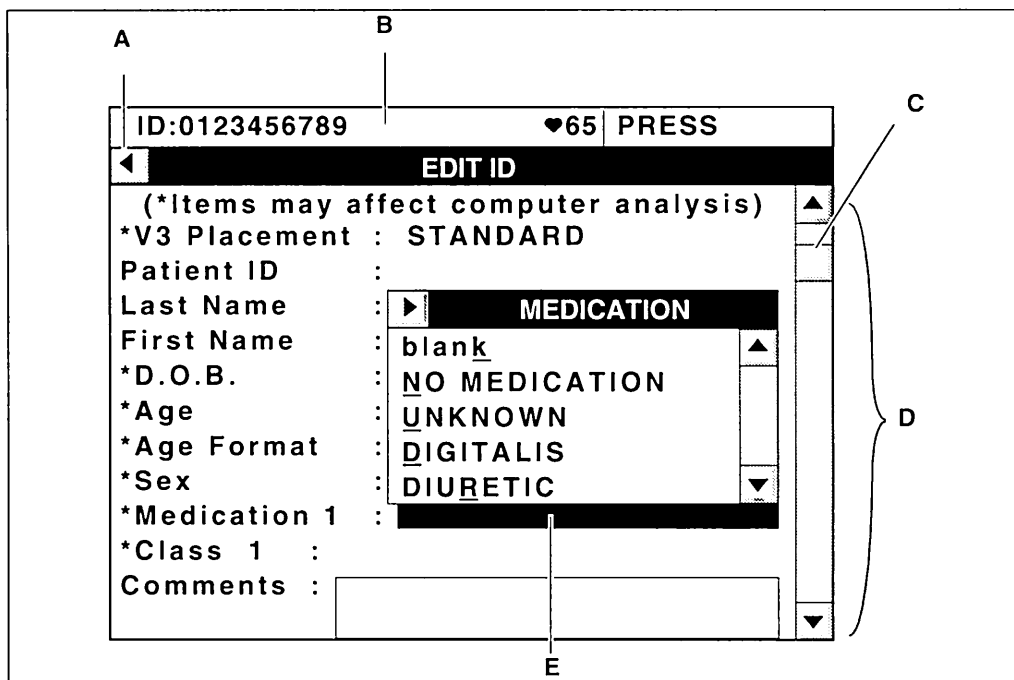 A
B
C
ID:0123456789 ♥65 PRESS
◀ EDIT ID
(*Items may affect computer analysis)
*V3 Placement : STANDARD
Patient ID :
Last Name :
▶ MEDICATION
First Name :
blank
*D.O.B. :
NO MEDICATION
*Age :
UNKNOWN
D
*Age Format :
DIGITALIS
*Sex :
DIURETIC
*Medication 1 :
*Class 1 :
Comments :
E